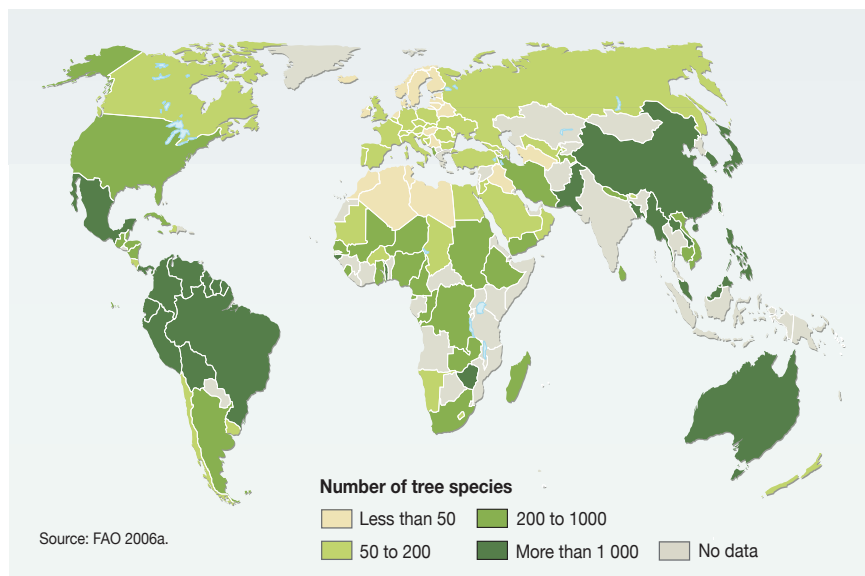 Number of tree species
Less than 50
200 to 1000
50 to 200
More than 1 000
No data
Source: FAO 2006a.